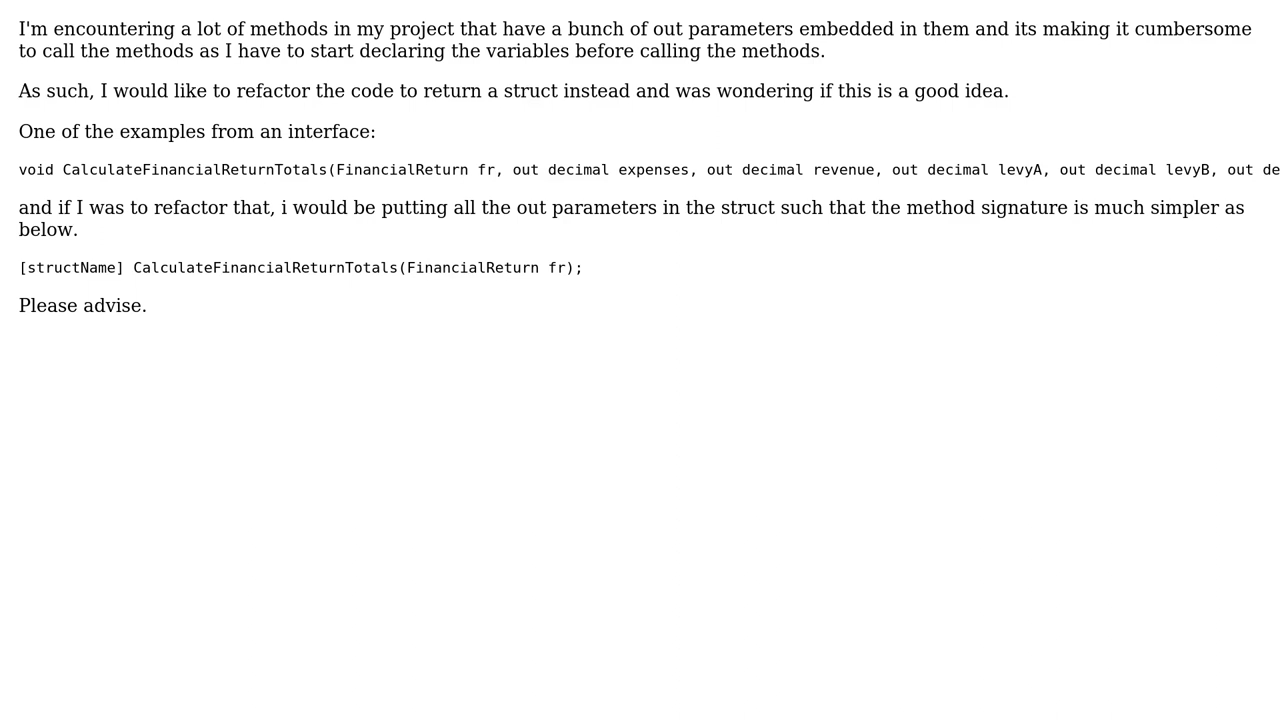 I'm encountering a lot of methods in my project that have a bunch of out parameters embedded in them and its making it cumbersome
to call the methods as I have to start declaring the variables before calling the methods.
As such, I would like to refactor the code to return a struct instead and was wondering if this is a good idea.
One of the examples from an interface:
void CalculateFinancialReturnTotals(FinancialReturn fr, out decimal expenses, out decimal revenue, out decimal levyA, out decimal levyB, out de
and if I was to refactor that, i would be putting all the out parameters in the struct such that the method signature is much simpler as
below.
[structName] CalculateFinancialReturnTotals(FinancialReturn fr);
Please advise.